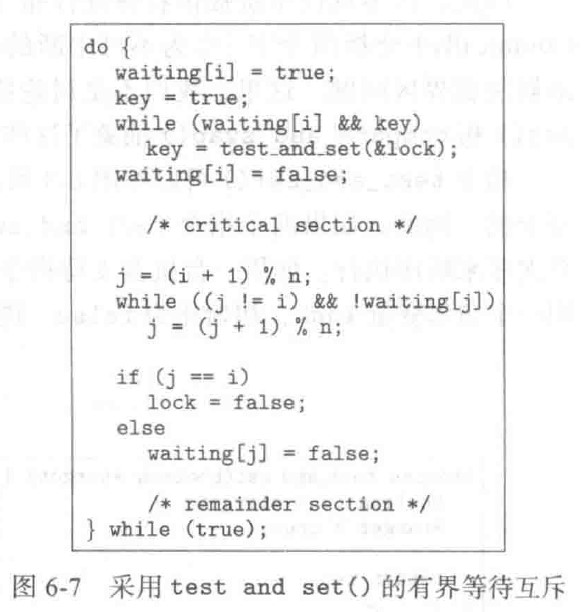 do {
waiting[i] = true;
key = true;
while (waiting[i] && key)
key = test_and_set(&lock);
waiting[i] = false;
/* critical section */
j = (i + 1) % n;
while ((j != i) && !waiting[j])
j = (j + 1) % n;
if (j == i)
lock = false;
else
waiting[j] = false;
/* remainder section */
} while (true);
图 6-7 采用 test and set() 的有界等待互斥